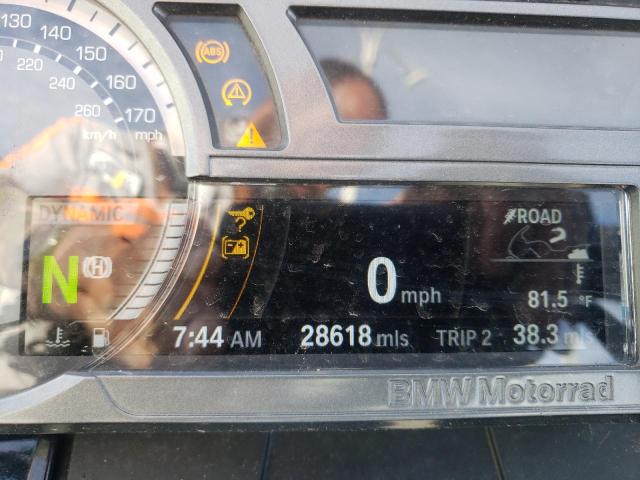 130
140
150
160
170
mph
220
240
260
km/h
ABS
DYNAMIC
N (H)
?
ROAD
0 mph
81.5 °F
7:44 AM 28618 mls TRIP 2 38.3 mls
BMW Motorrad